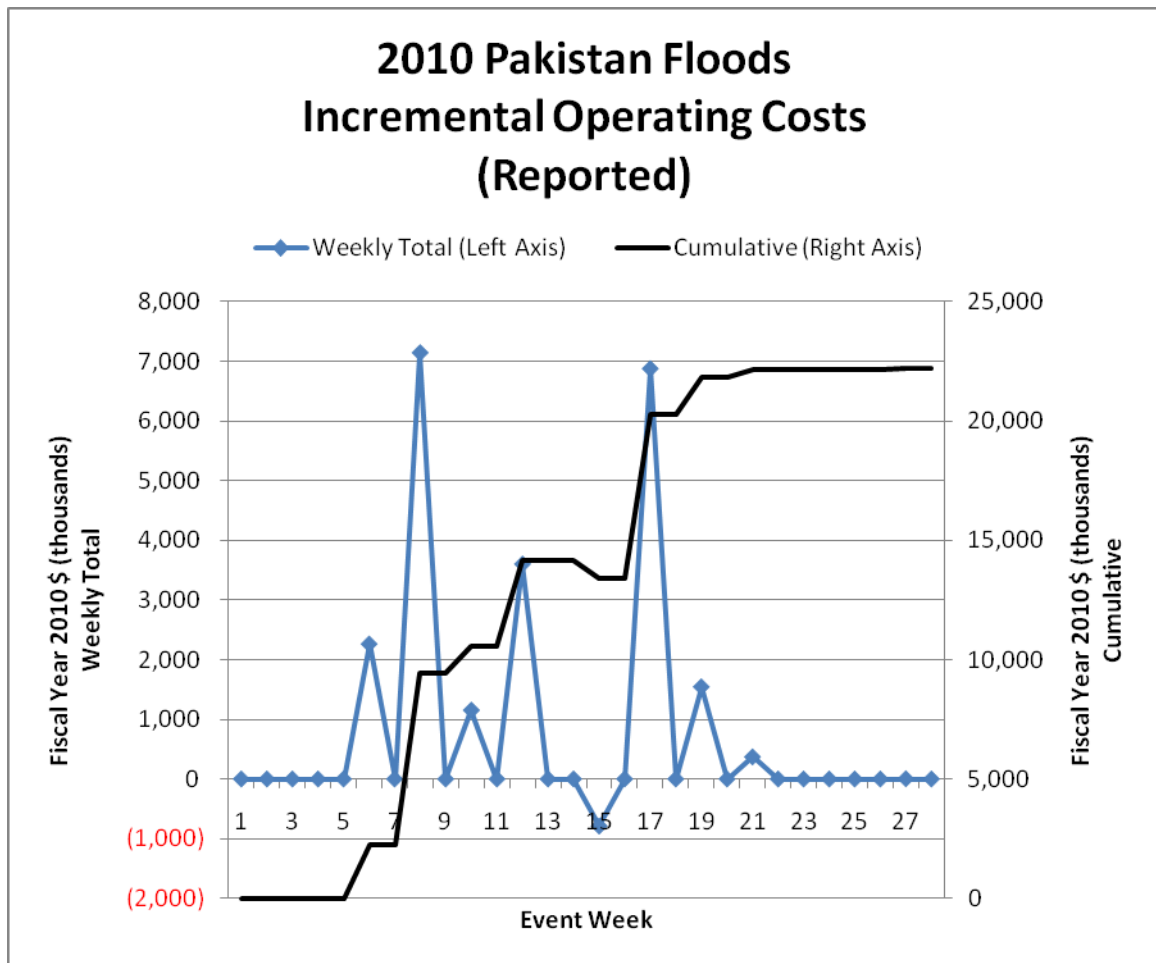 2010 Pakistan Floods
Incremental Operating Costs
(Reported)
Weekly Total (Left Axis) Cumulative (Right Axis)
8,000
7,000
6,000
5,000
4,000
3,000
2,000
1,000
0
(1,000)
(2,000)
25,000
20,000
15,000
10,000
5,000
0
1 3 5 7 9 11 13 15 17 19 21 23 25 27
Fiscal Year 2010 $ (thousands)
Weekly Total
Fiscal Year 2010 $ (thousands)
Cumulative
Event Week